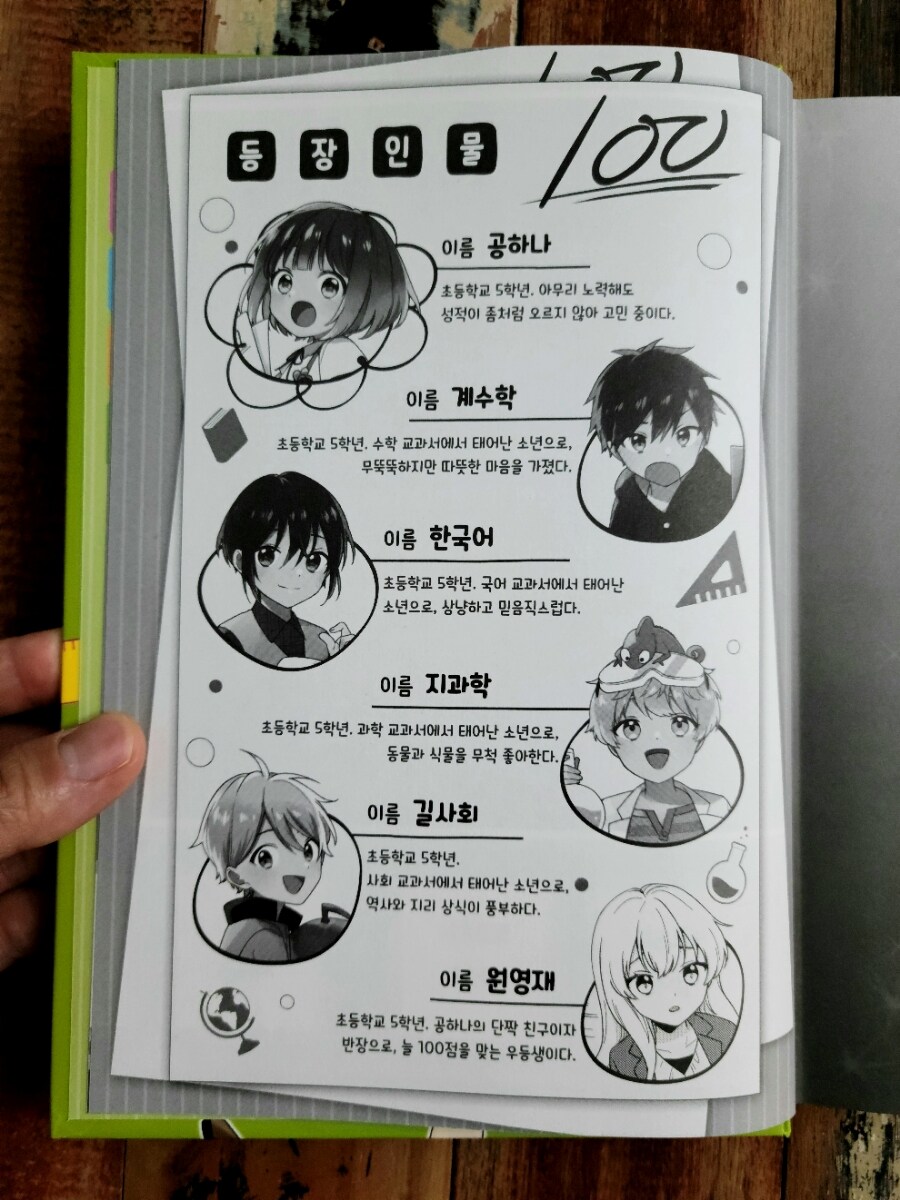 등장인물
100
이름 공하나
초등학교 5학년. 아무리 노력해도
성적이 좀처럼 오르지 않아 고민 중이다.
이름 계수학
초등학교 5학년. 수학 교과서에서 태어난 소년으로,
무뚝뚝하지만 따뜻한 마음을 가졌다.
이름 한국어
초등학교 5학년. 국어 교과서에서 태어난
소년으로, 상냥하고 믿음직스럽다.
이름 지과학
초등학교 5학년. 과학 교과서에서 태어난 소년으로,
동물과 식물을 무척 좋아한다.
이름 길사회
초등학교 5학년.
사회 교과서에서 태어난 소년으로,
역사와 지리 상식이 풍부하다.
이름 원영재
초등학교 5학년. 공하나의 단짝 친구이자
반장으로, 늘 100점을 맞는 우등생이다.